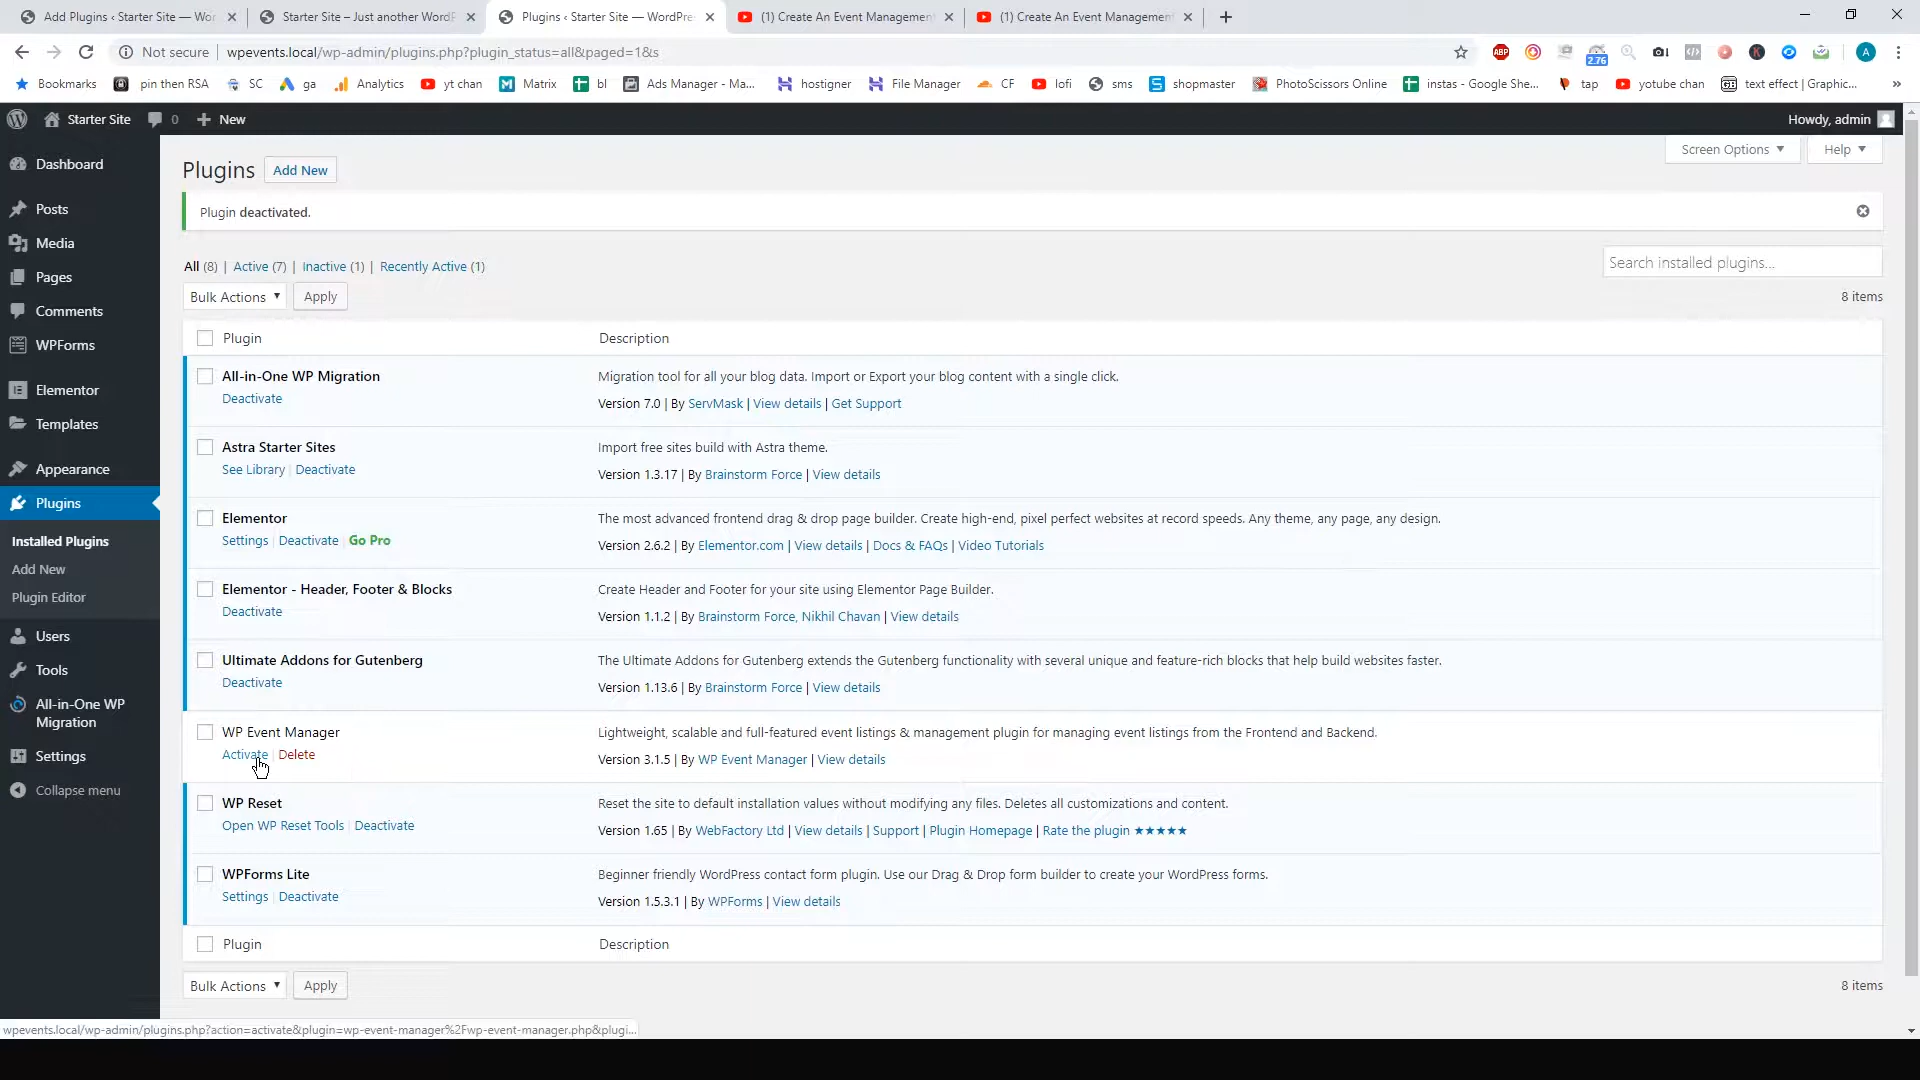 Add Plugins ‹ Starter Site — Wor
Starter Site – Just another WordF
Plugins ‹ Starter Site — WordPre
(1) Create An Event Management
(1) Create An Event Management
Not secure
wpevents.local/wp-admin/plugins.php?plugin_status=all&paged=1&s
ABP
2.76
K
A
Bookmarks
pin then RSA
SC
ga
Analytics
yt chan
Matrix
bl
Ads Manager - Ma...
hostigner
File Manager
CF
lofi
sms
shopmaster
PhotoScissors Online
instas - Google She...
tap
yotube chan
text effect | Graphic...
»
Starter Site
0
New
Howdy, admin
Dashboard
Posts
Media
Pages
Comments
WPForms
Elementor
Templates
Appearance
Plugins
Installed Plugins
Add New
Plugin Editor
Users
Tools
All-in-One WP
Migration
Settings
Collapse menu
Screen Options
Help
Plugins
Add New
Plugin deactivated.
All (8) | Active (7) | Inactive (1) | Recently Active (1)
Search installed plugins...
Bulk Actions
Apply
8 items
Plugin
Description
All-in-One WP Migration
Deactivate
Migration tool for all your blog data. Import or Export your blog content with a single click.
Version 7.0 | By ServMask | View details | Get Support
Astra Starter Sites
See Library | Deactivate
Import free sites build with Astra theme.
Version 1.3.17 | By Brainstorm Force | View details
Elementor
Settings | Deactivate | Go Pro
The most advanced frontend drag & drop page builder. Create high-end, pixel perfect websites at record speeds. Any theme, any page, any design.
Version 2.6.2 | By Elementor.com | View details | Docs & FAQs | Video Tutorials
Elementor - Header, Footer & Blocks
Deactivate
Create Header and Footer for your site using Elementor Page Builder.
Version 1.1.2 | By Brainstorm Force, Nikhil Chavan | View details
Ultimate Addons for Gutenberg
Deactivate
The Ultimate Addons for Gutenberg extends the Gutenberg functionality with several unique and feature-rich blocks that help build websites faster.
Version 1.13.6 | By Brainstorm Force | View details
WP Event Manager
Activate | Delete
Lightweight, scalable and full-featured event listings & management plugin for managing event listings from the Frontend and Backend.
Version 3.1.5 | By WP Event Manager | View details
WP Reset
Open WP Reset Tools | Deactivate
Reset the site to default installation values without modifying any files. Deletes all customizations and content.
Version 1.65 | By WebFactory Ltd | View details | Support | Plugin Homepage | Rate the plugin ★★★★★
WPForms Lite
Settings | Deactivate
Beginner friendly WordPress contact form plugin. Use our Drag & Drop form builder to create your WordPress forms.
Version 1.5.3.1 | By WPForms | View details
Plugin
Description
Bulk Actions
Apply
8 items
wpevents.local/wp-admin/plugins.php?action=activate&plugin=wp-event-manager%2Fwp-event-manager.php&plugi...